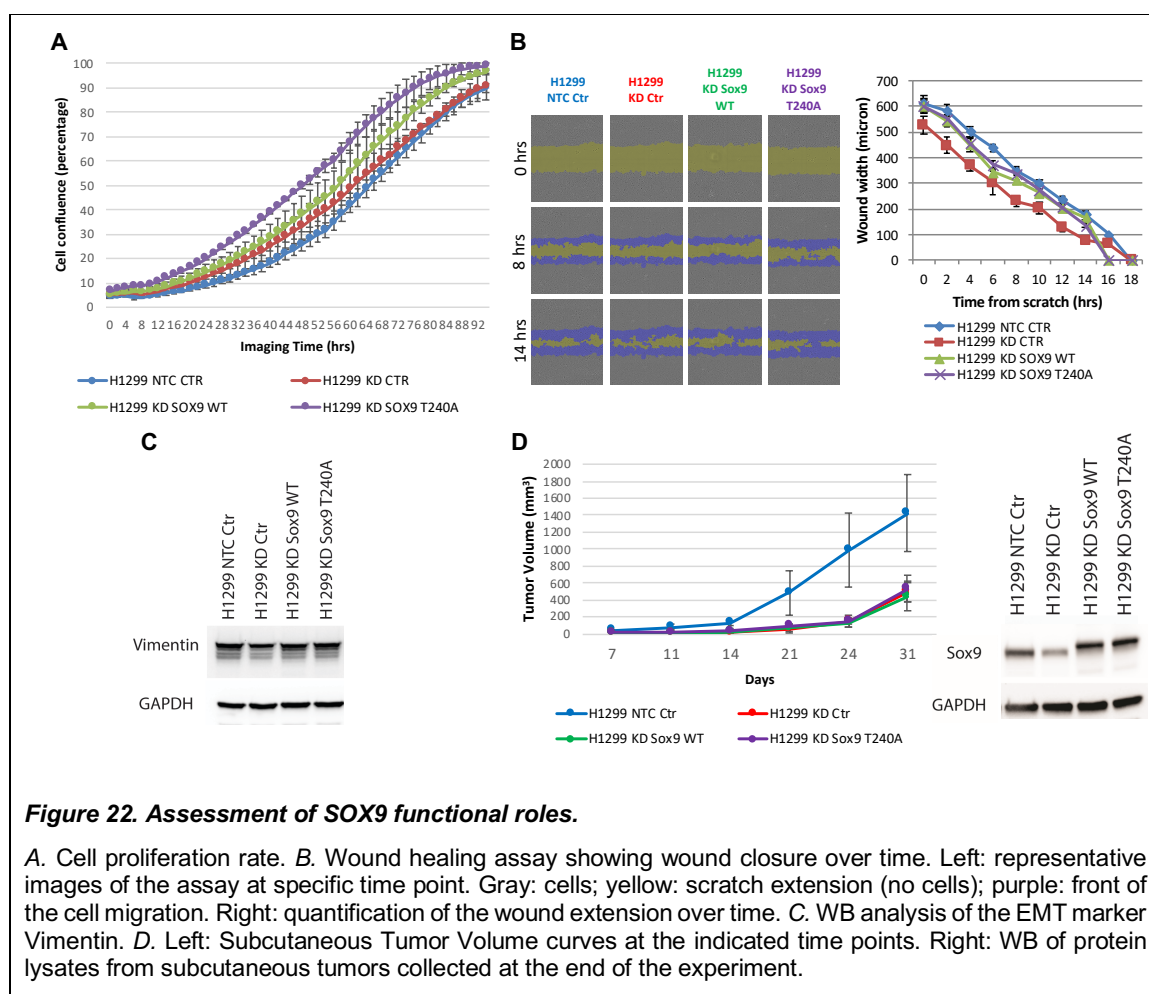 A
Cell confluence (percentage)
100
90
80
70
60
50
40
30
20
10
0
0 4 8 12 16 20 24 28 32 36 40 44 48 52 56 60 64 68 72 76 80 84 88 92
Imaging Time (hrs)
H1299 NTC CTR
H1299 KD CTR
H1299 KD SOX9 WT
H1299 KD SOX9 T240A
B
H1299 NTC Ctr
H1299 KD Ctr
H1299 KD Sox9 WT
H1299 KD Sox9 T240A
0 hrs
8 hrs
14 hrs
Wound width (micron)
700
600
500
400
300
200
100
0
0 2 4 6 8 10 12 14 16 18
Time from scratch (hrs)
H1299 NTC CTR
H1299 KD CTR
H1299 KD SOX9 WT
H1299 KD SOX9 T240A
C
H1299 NTC Ctr
H1299 KD Ctr
H1299 KD Sox9 WT
H1299 KD Sox9 T240A
Vimentin
GAPDH
D
Tumor Volume (mm³)
2000
1800
1600
1400
1200
1000
800
600
400
200
0
7 11 14 21 24 31
Days
H1299 NTC Ctr
H1299 KD Ctr
H1299 KD Sox9 WT
H1299 KD Sox9 T240A
H1299 NTC Ctr
H1299 KD Ctr
H1299 KD Sox9 WT
H1299 KD Sox9 T240A
Sox9
GAPDH
Figure 22. Assessment of SOX9 functional roles.
A. Cell proliferation rate. B. Wound healing assay showing wound closure over time. Left: representative
images of the assay at specific time point. Gray: cells; yellow: scratch extension (no cells); purple: front of
the cell migration. Right: quantification of the wound extension over time. C. WB analysis of the EMT marker
Vimentin. D. Left: Subcutaneous Tumor Volume curves at the indicated time points. Right: WB of protein
lysates from subcutaneous tumors collected at the end of the experiment.